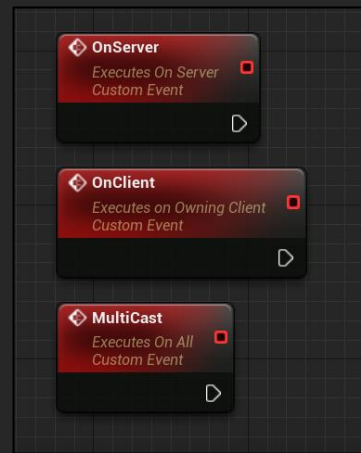 OnServer
Executes On Server
Custom Event
OnClient
Executes on Owning Client
Custom Event
MultiCast
Executes On All
Custom Event